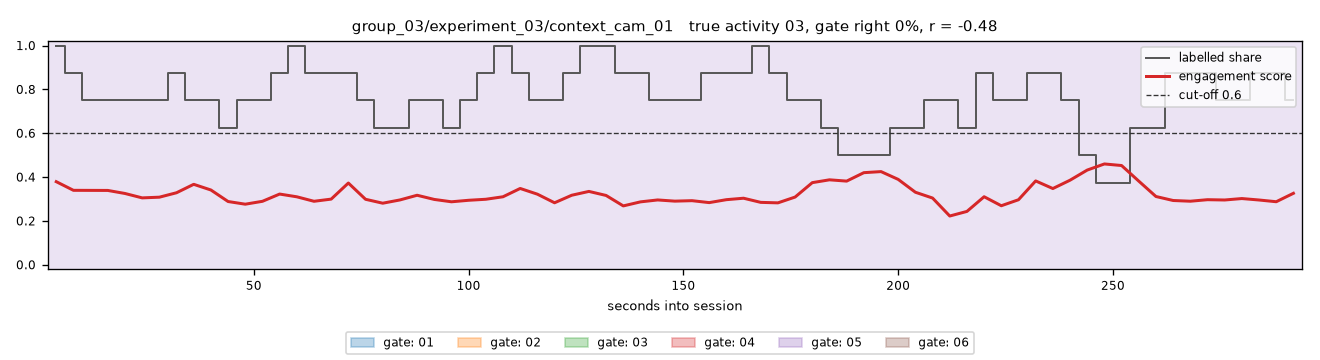 group_03/experiment_03/context_cam_01   true activity 03, gate right 0%, r = -0.48
1.0
0.8
0.6
0.4
0.2
0.0
labelled share
engagement score
cut-off 0.6
50
100
150
200
250
seconds into session
gate: 01
gate: 02
gate: 03
gate: 04
gate: 05
gate: 06